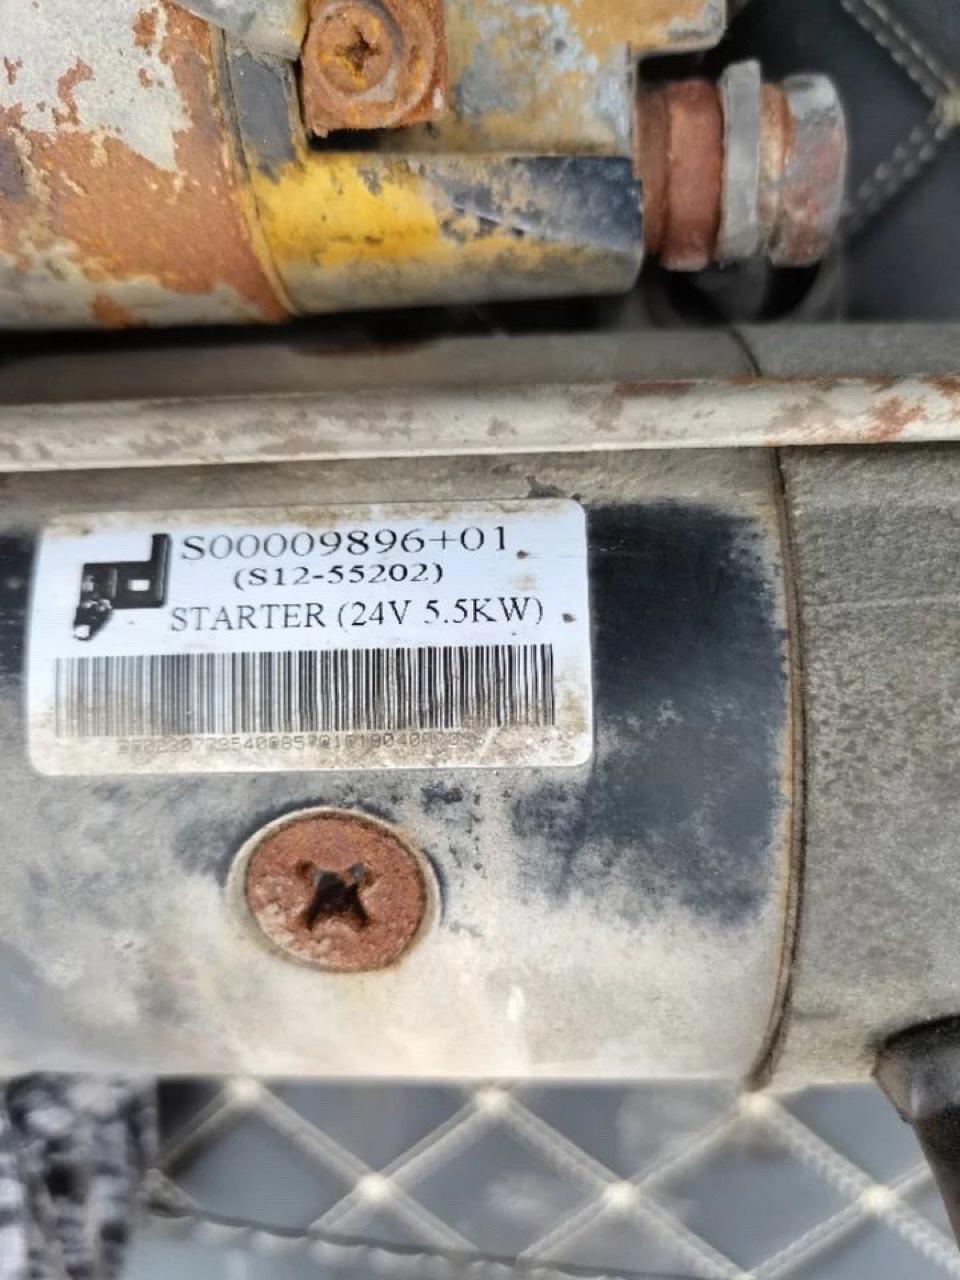 S00009896+01
(S12-55202)
STARTER (24V 5.5KW)